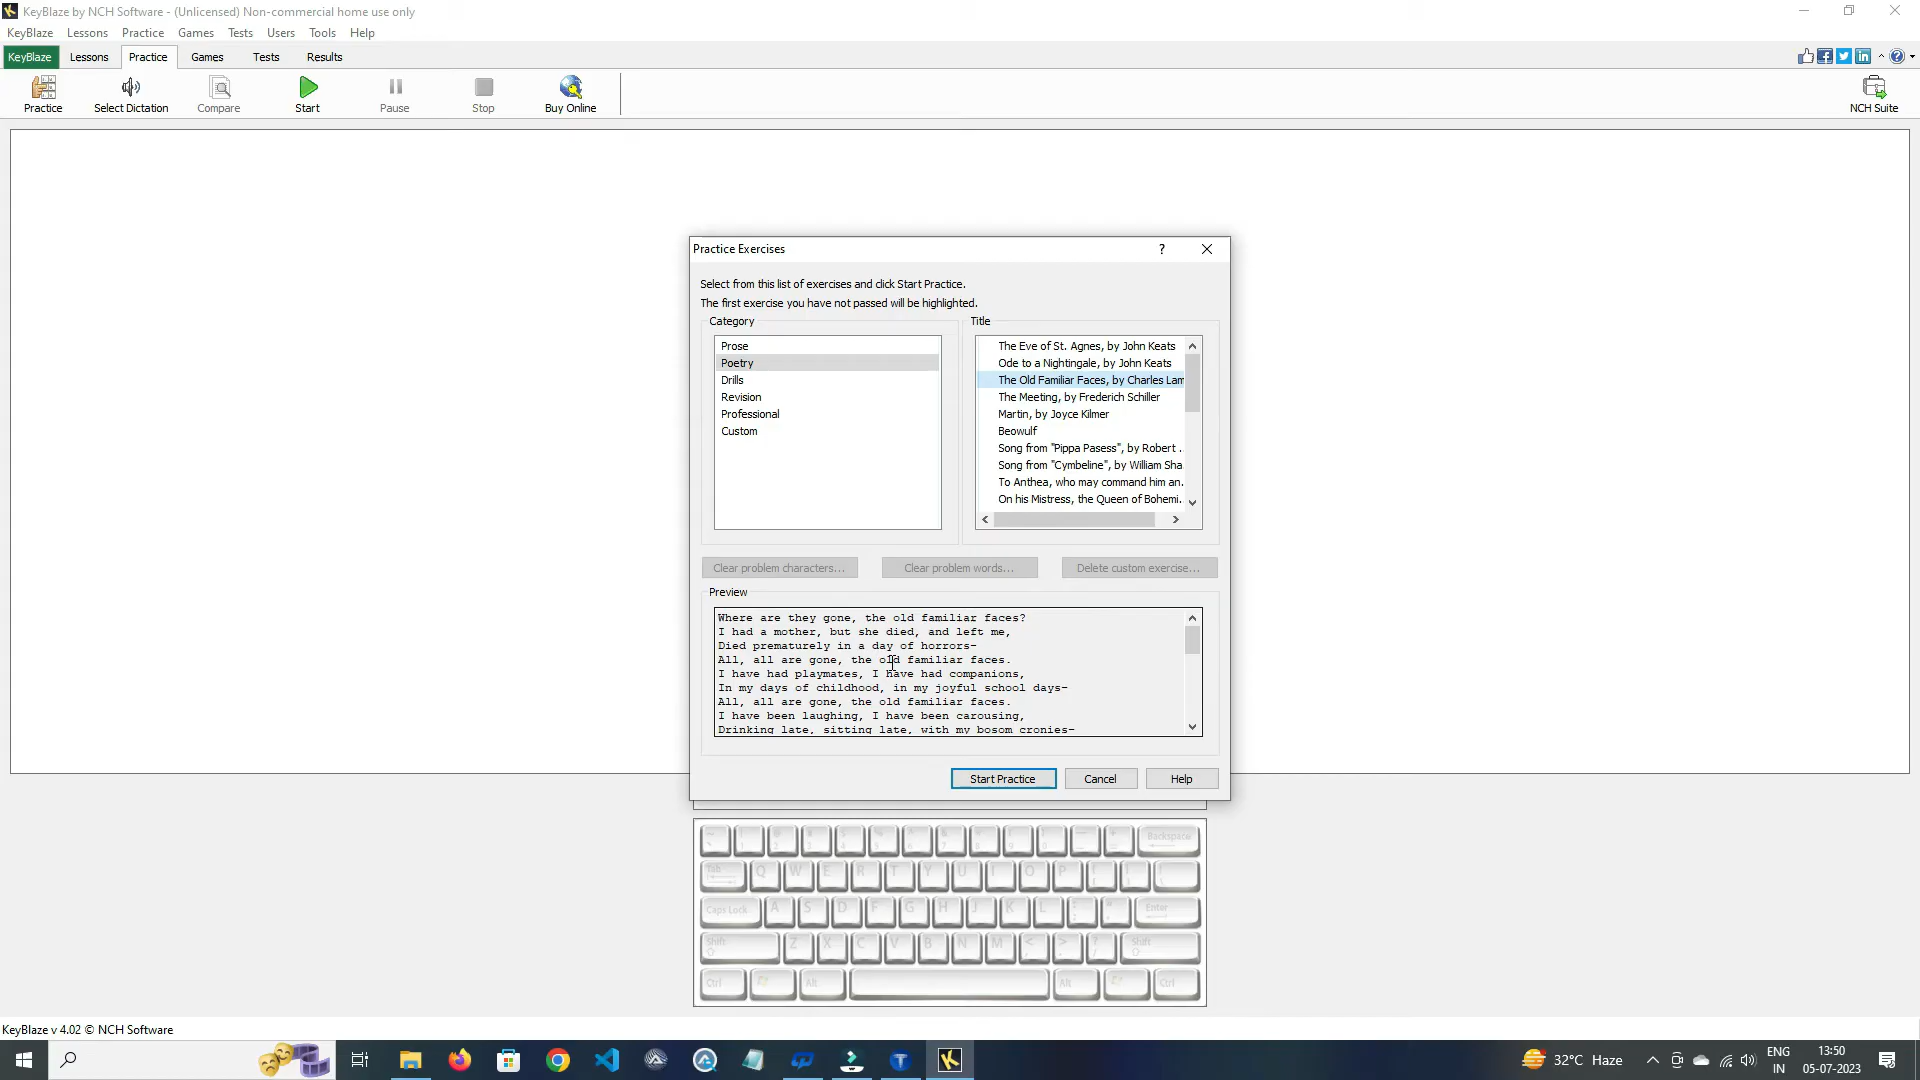 KeyBlaze by NCH Software - (Unlicensed) Non-commercial home use only
KeyBlaze Lessons Practice Games Tests Users Tools Help
KeyBlaze Lessons Practice Games Tests Results
Practice Select Dictation Compare Start Pause Stop Buy Online NCH Suite
Practice Exercises
Select from this list of exercises and click Start Practice.
The first exercise you have not passed will be highlighted.
Category
Prose
Poetry
Drills
Revision
Professional
Custom
Title
The Eve of St. Agnes, by John Keats
Ode to a Nightingale, by John Keats
The Old Familiar Faces, by Charles Lam
The Meeting, by Frederich Schiller
Martin, by Joyce Kilmer
Beowulf
Song from "Pippa Pasess", by Robert ..
Song from "Cymbeline", by William Sha
To Anthea, who may command him an.
On his Mistress, the Queen of Bohemi.
Clear problem characters... Clear problem words... Delete custom exercise...
Preview
Where are they gone, the old familiar faces?
I had a mother, but she died, and left me,
Died prematurely in a day of horrors-
All, all are gone, the old familiar faces.
I have had playmates, I have had companions,
In my days of childhood, in my joyful school days-
All, all are gone, the old familiar faces.
I have been laughing, I have been carousing,
Drinking late, sitting late, with my bosom cronies-
Start Practice Cancel Help
Backspace
Tab Q W E R T Y U I O P
Caps Lock A S D F G H J K L Enter
Shift Z X C V B N M Shift
Ctrl Alt Alt Ctrl
KeyBlaze v 4.02 © NCH Software
32°C Haze
ENG
IN
13:50
05-07-2023